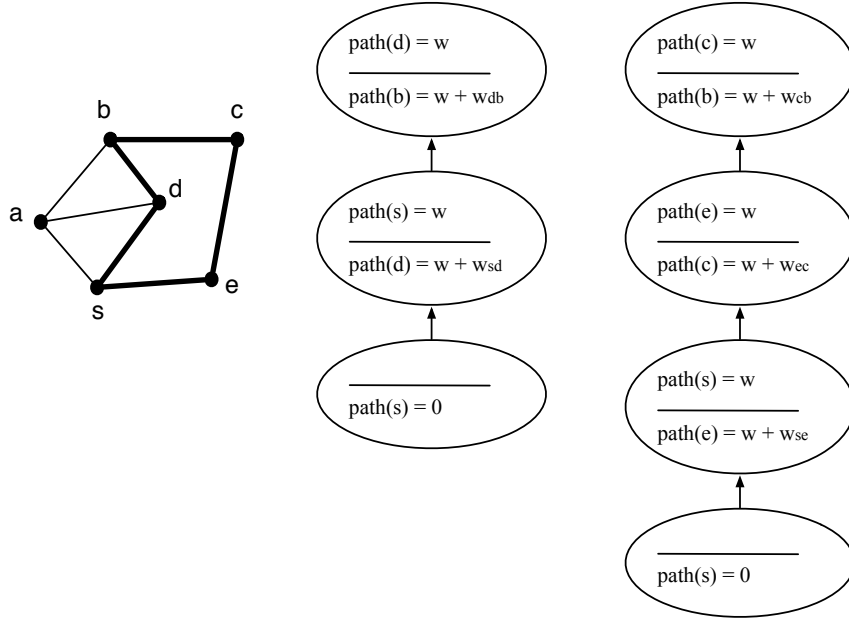 b
c
d
a
e
s
path(d) = w
path(b) = w + wdb
path(s) = w
path(d) = w + wsd
path(s) = 0
path(c) = w
path(b) = w + wcb
path(e) = w
path(c) = w + wec
path(s) = w
path(e) = w + wse
path(s) = 0